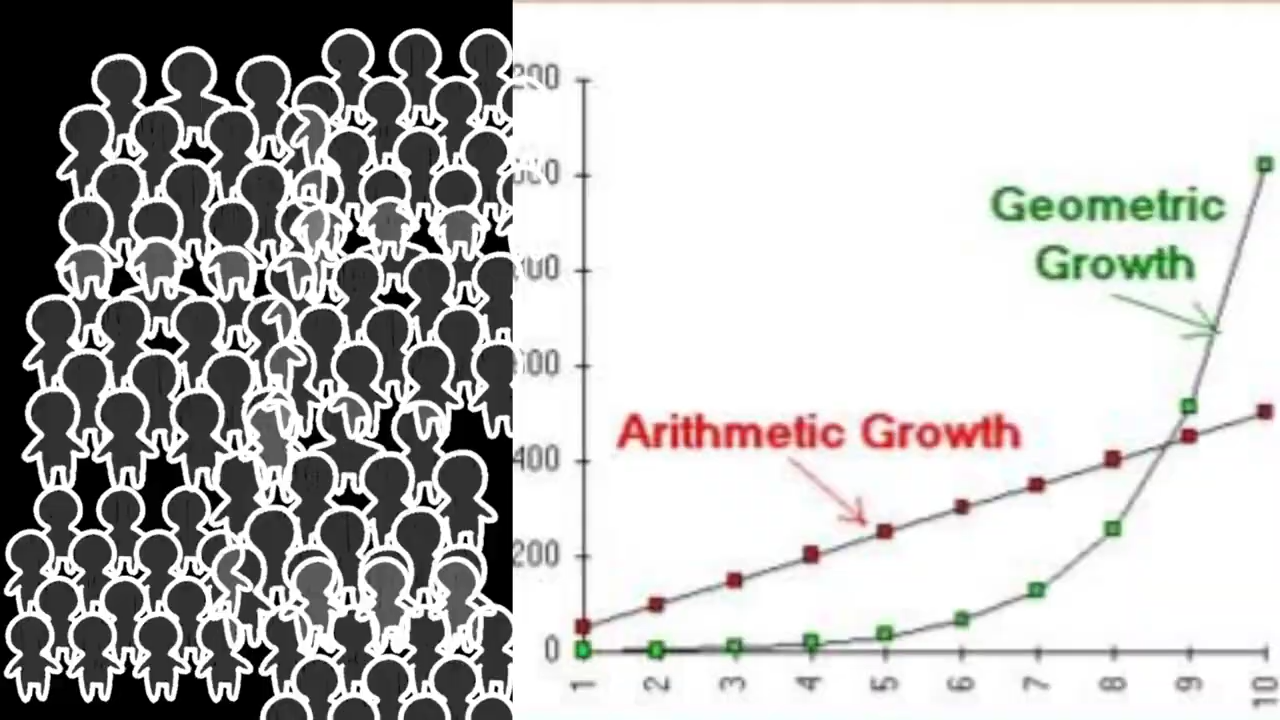 Geometric
Growth
Arithmetic Growth
400
200
0
1 2 3 4 5 6 7 8 9 10